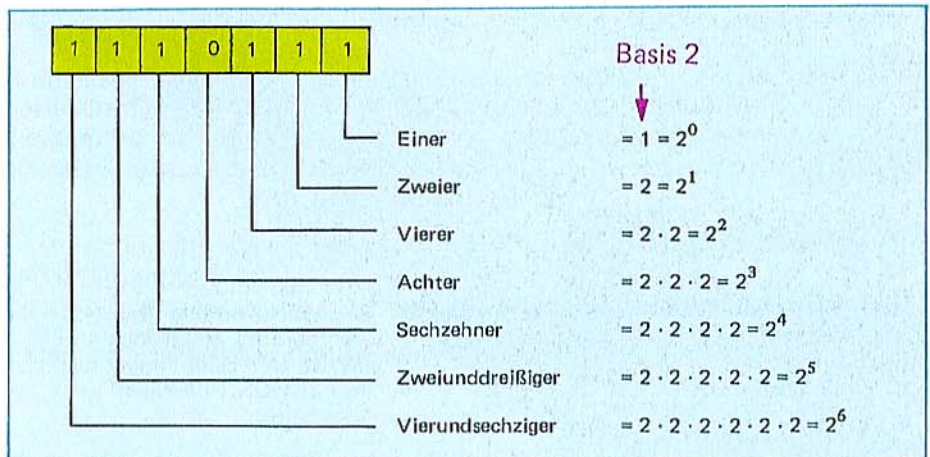 1 1 1 0 1 1 1
Basis 2
Einer = 1 = 2⁰
Zweier = 2 = 2¹
Vierer = 2 · 2 = 2²
Achter = 2 · 2 · 2 = 2³
Sechzehner = 2 · 2 · 2 · 2 = 2⁴
Zweiunddreißiger = 2 · 2 · 2 · 2 · 2 = 2⁵
Vierundsechziger = 2 · 2 · 2 · 2 · 2 · 2 = 2⁶